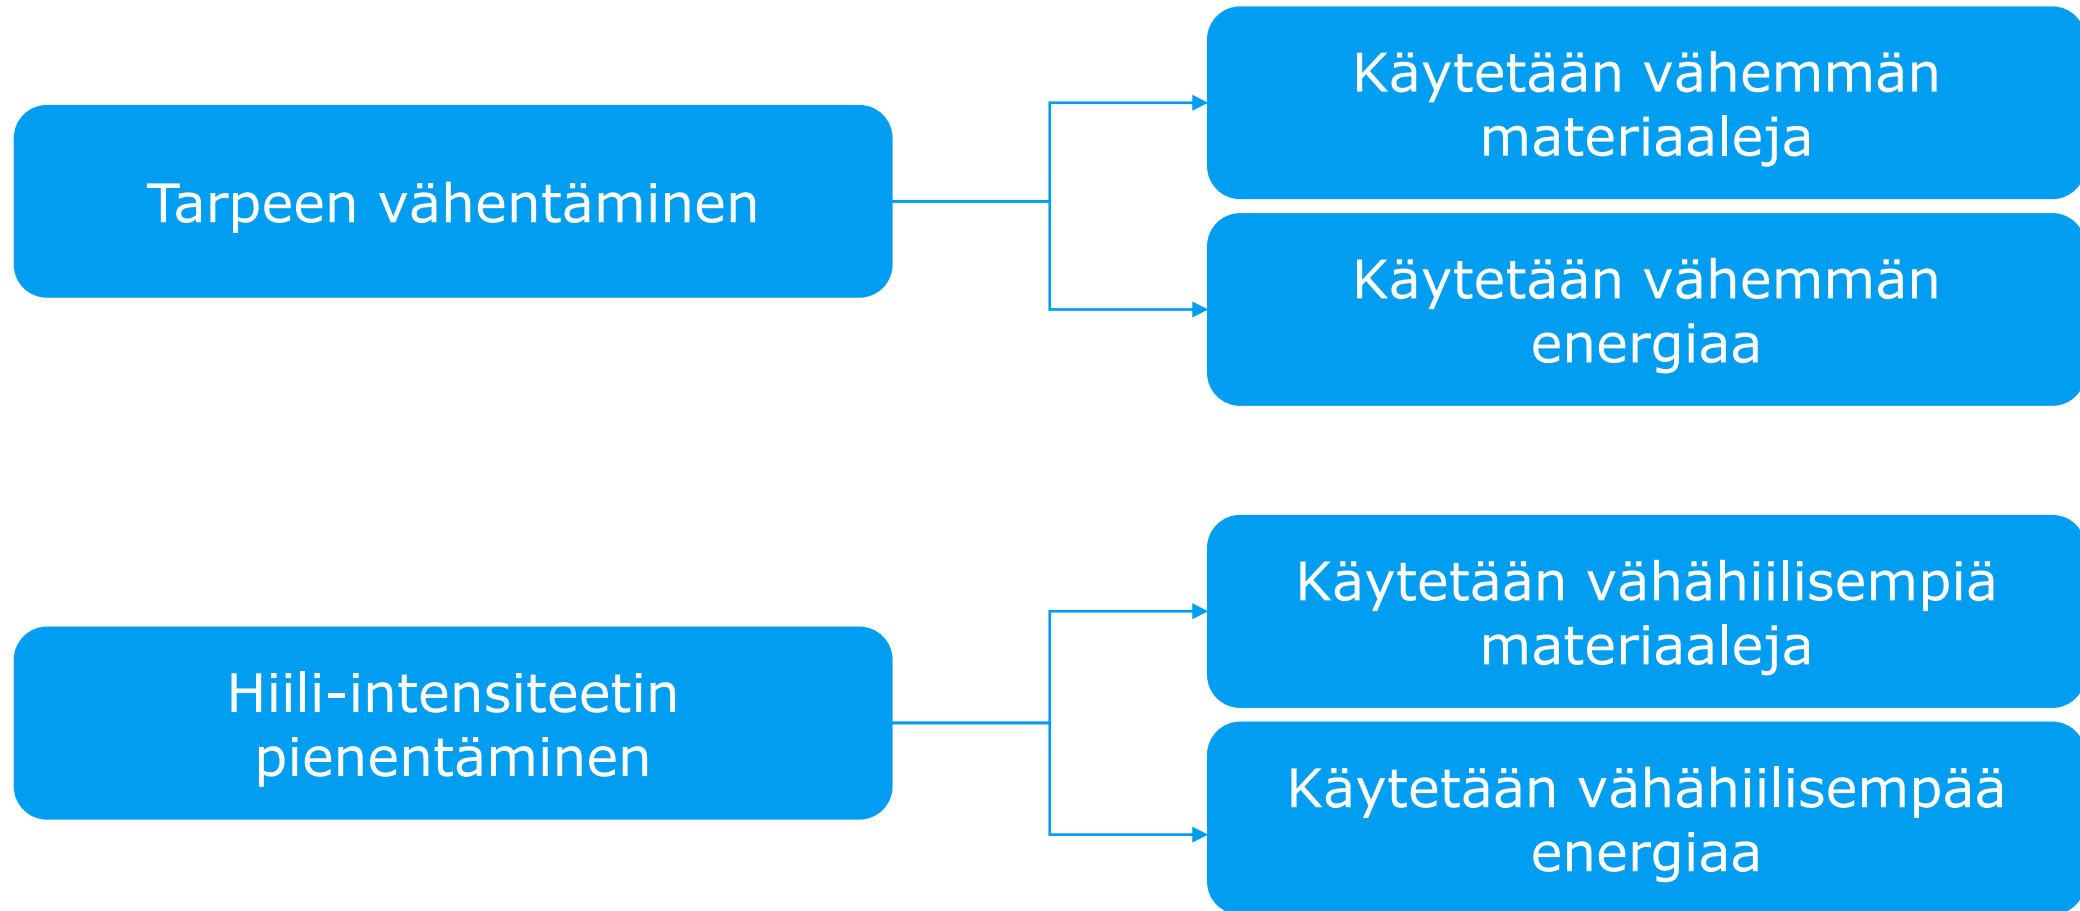 Tarpeen vähentäminen
Käytetään vähemmän
materiaaleja
Käytetään vähemmän
energiaa
Hiili-intensiteetin
pienentäminen
Käytetään vähähiilisempiä
materiaaleja
Käytetään vähähiilisempää
energiaa